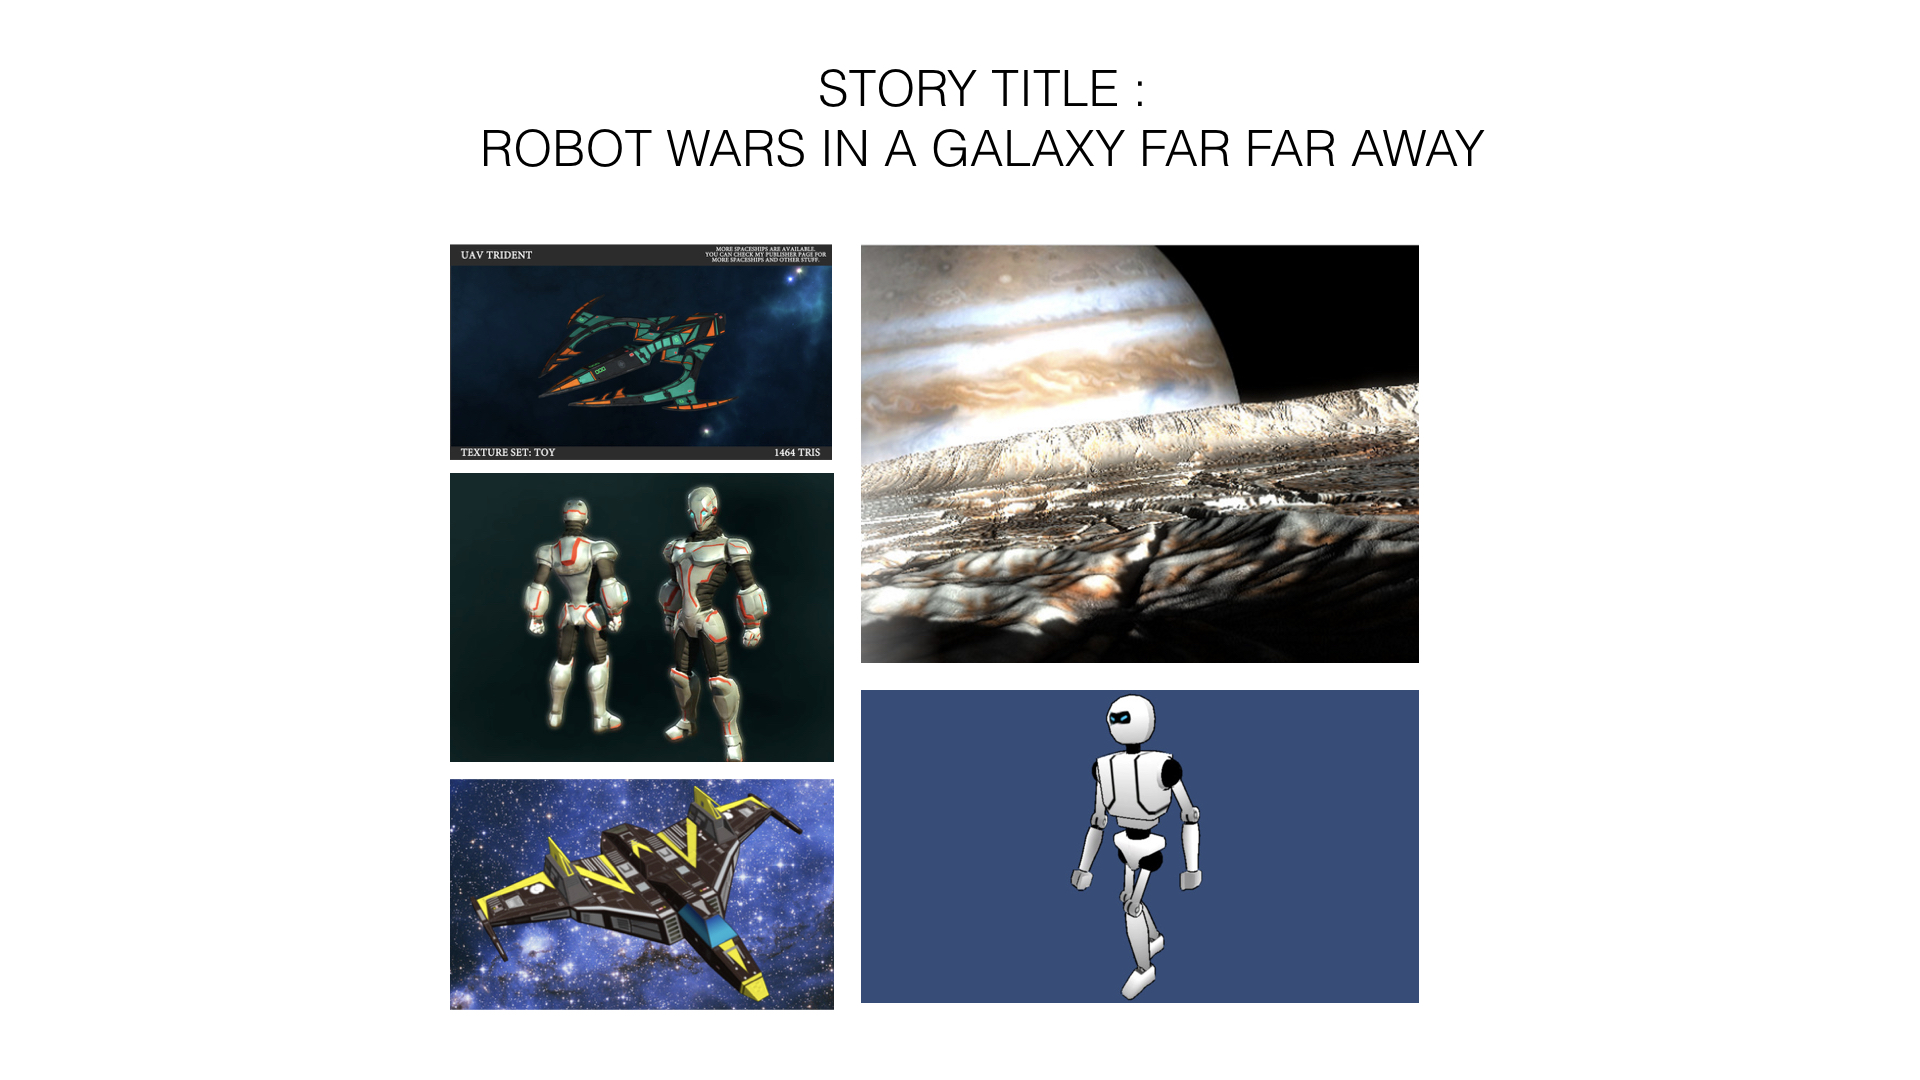 STORY TITLE :
ROBOT WARS IN A GALAXY FAR FAR AWAY
UAV TRIDENT
MORE SPACESHIPS ARE AVAILABLE.
YOU CAN CHECK MY PUBLISHER PAGE FOR
MORE SPACESHIPS AND OTHER STUFF.
TEXTURE SET: TOY
1464 TRIS